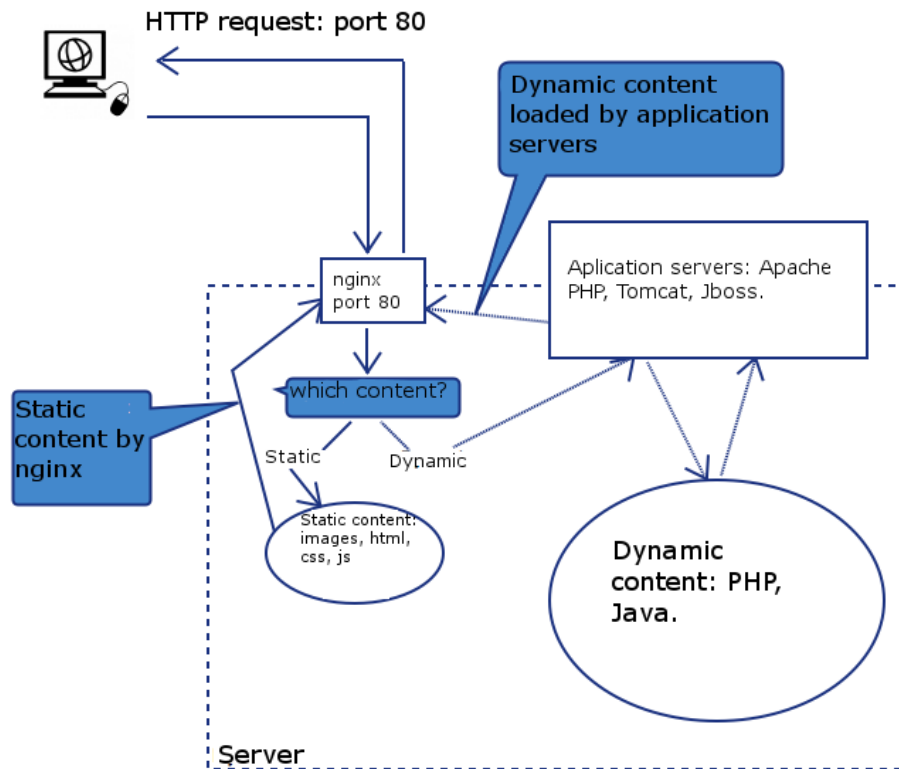 HTTP request: port 80
Dynamic content
loaded by application
servers
nginx
port 80
Aplication servers: Apache
PHP, Tomcat, Jboss.
which content?
Static
content by
nginx
Static
Dynamic
Static content:
images, html,
css, js
Dynamic
content: PHP,
Java.
Server